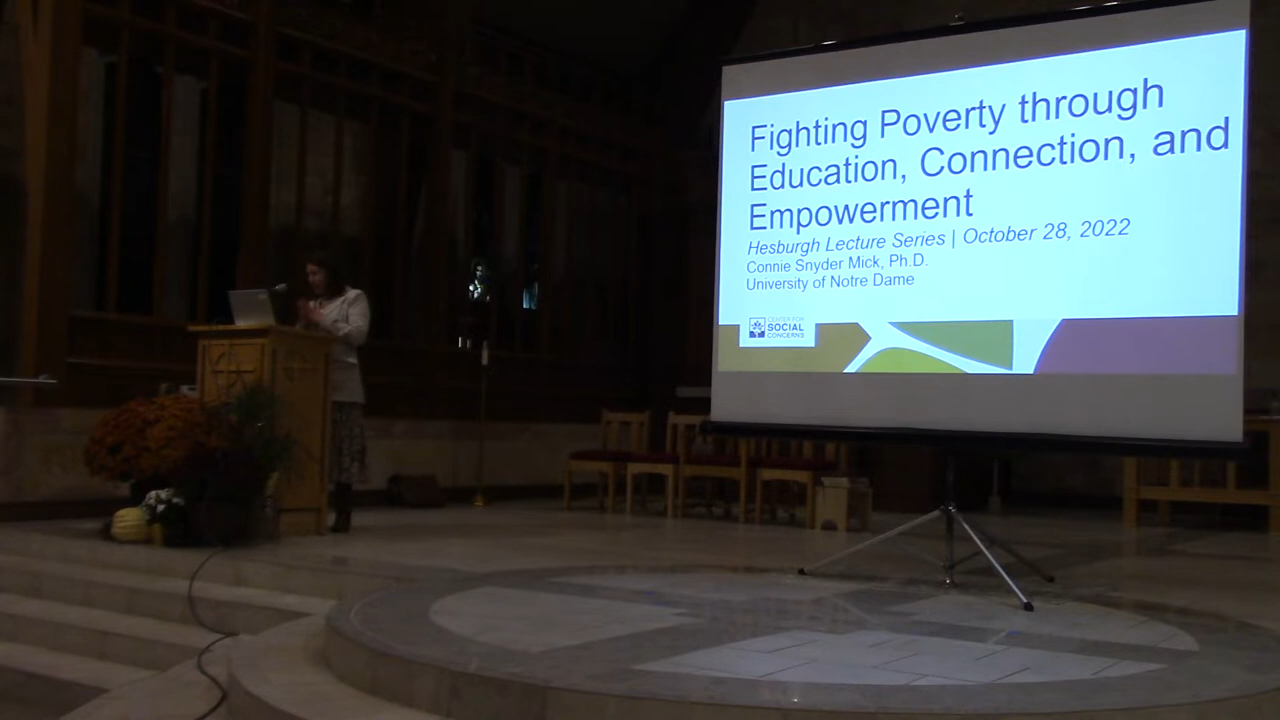 Fighting Poverty through
Education, Connection, and
Empowerment
Hesburgh Lecture Series | October 28, 2022
Connie Snyder Mick, Ph.D.
University of Notre Dame
CENTER FOR
SOCIAL
CONCERNS